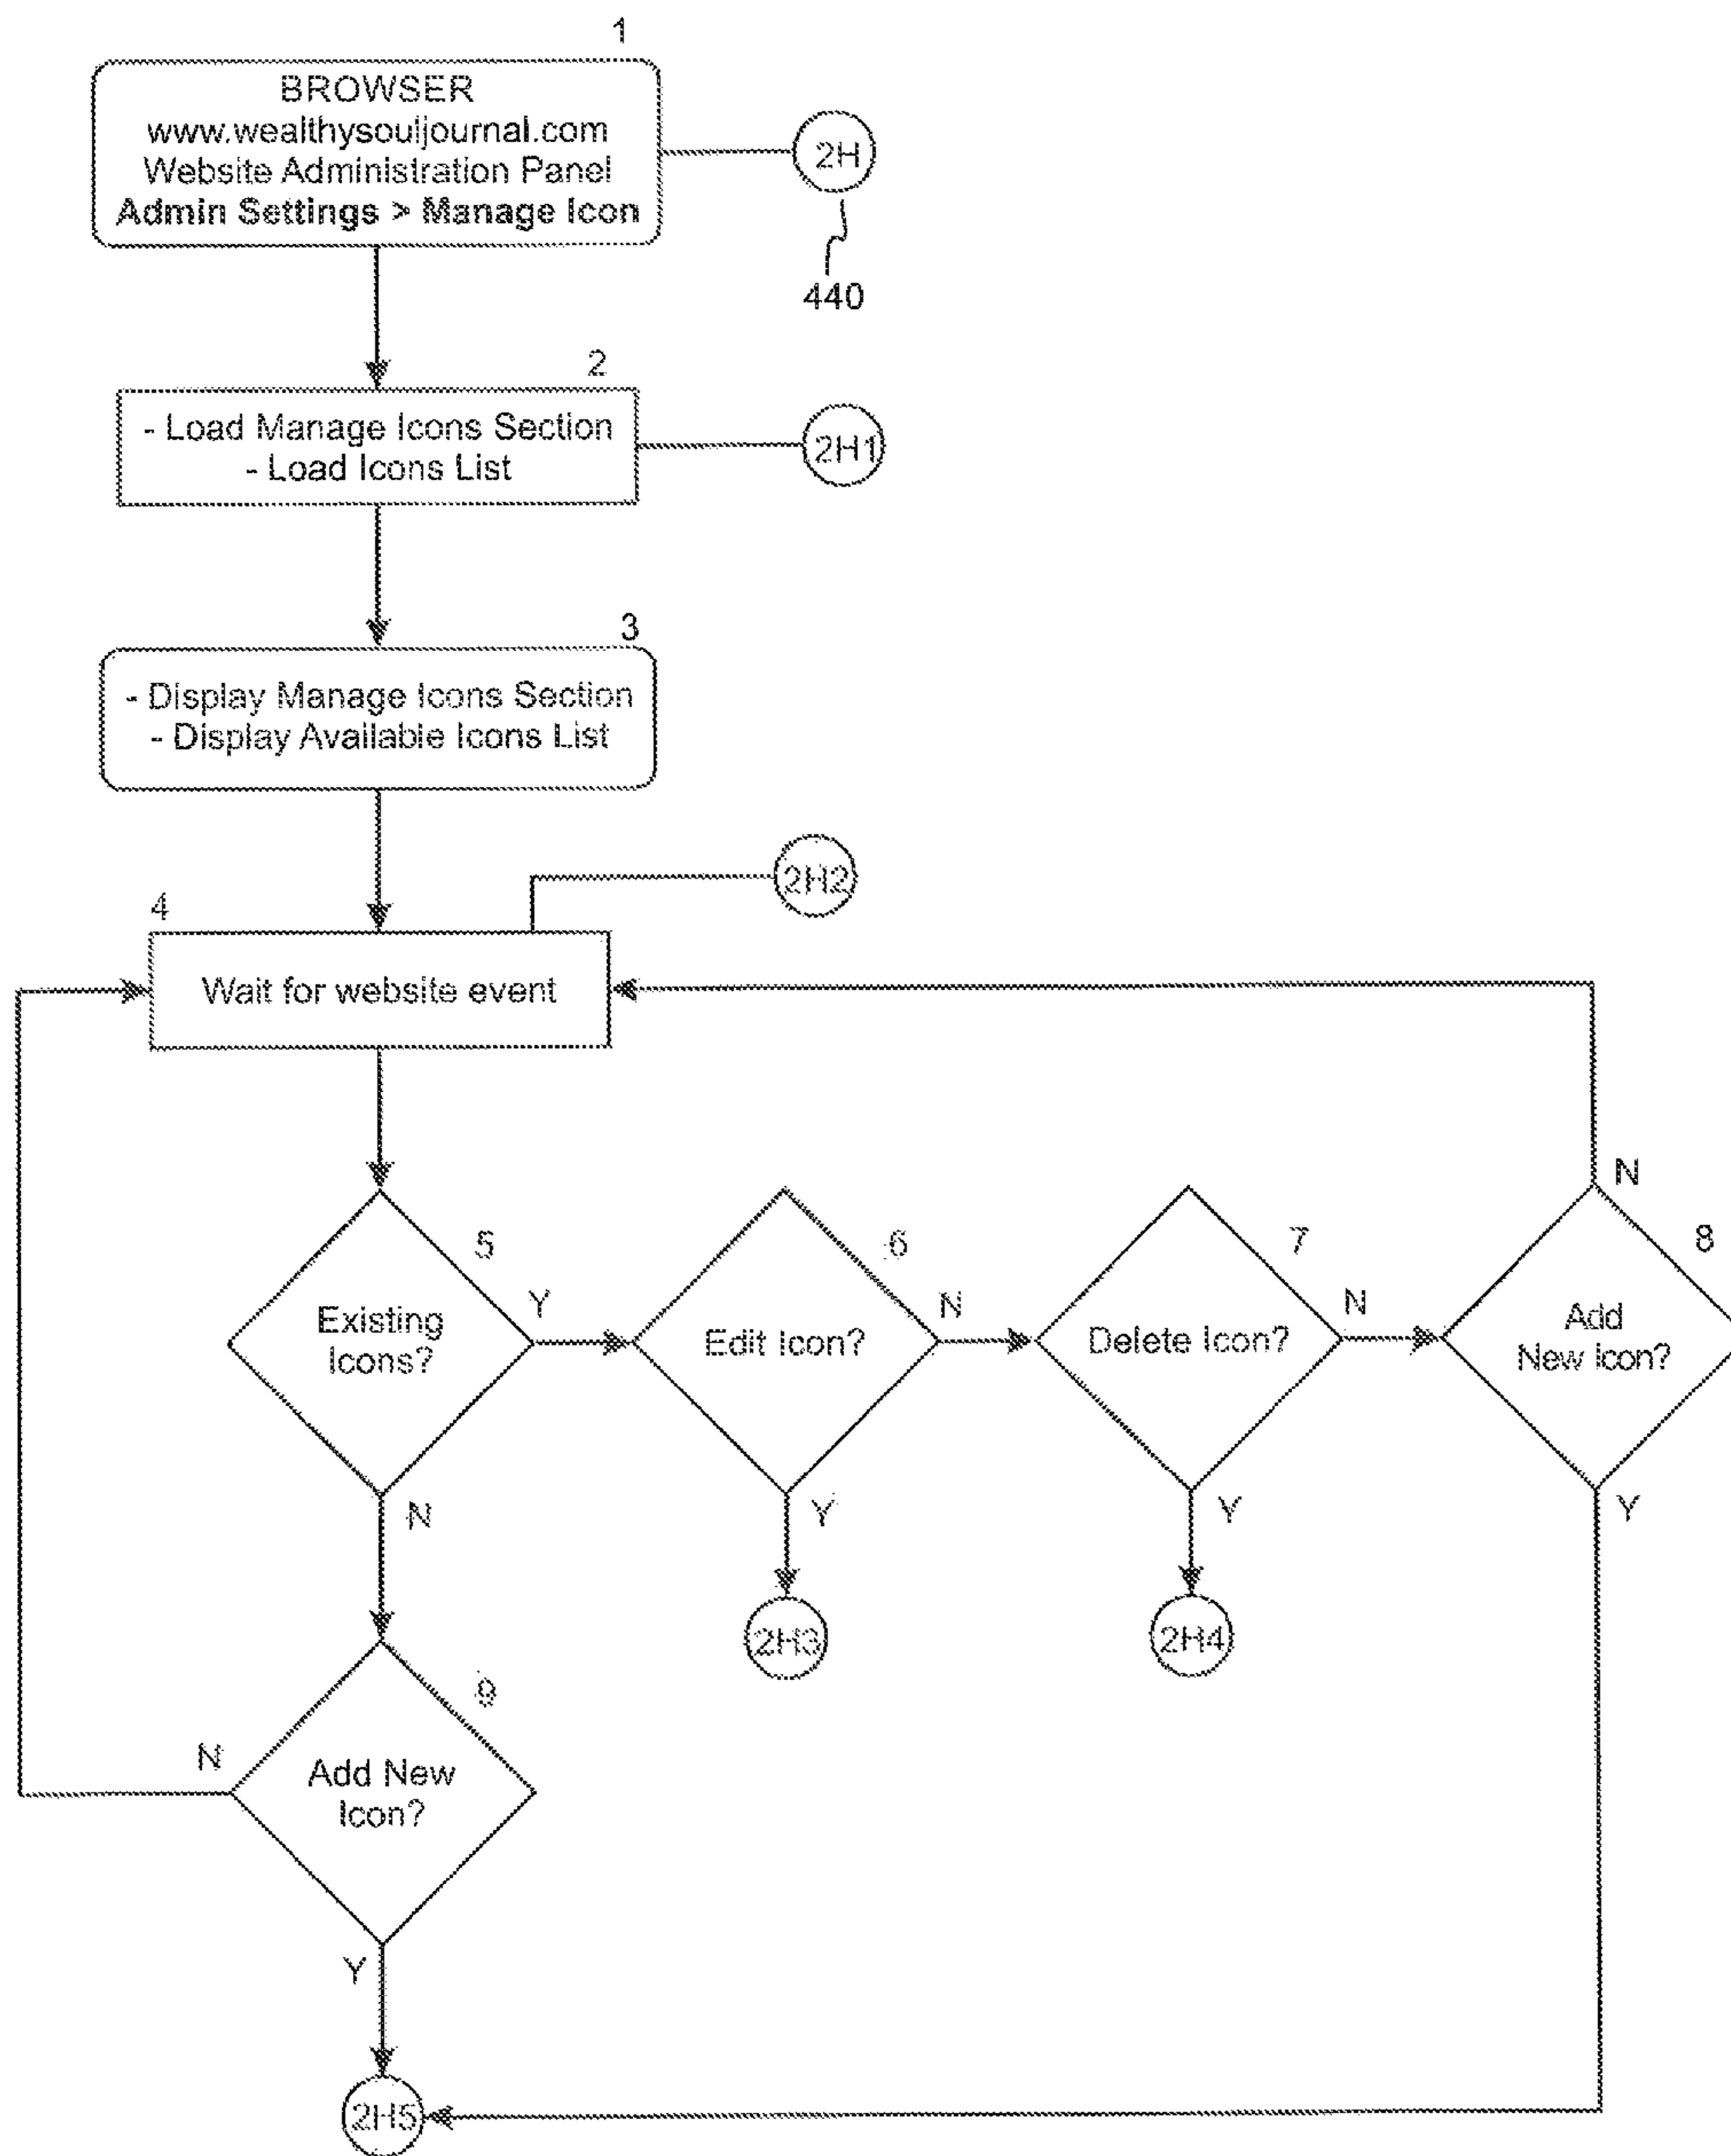 1
BROWSER
www.wealthysouljournal.com
Website Administration Panel
Admin Settings > Manage Icon
2H
440
2
- Load Manage Icons Section
- Load Icons List
2H1
3
- Display Manage Icons Section
- Display Available Icons List
2H2
4
Wait for website event
N
5
6
7
8
Existing
Icons?
Y
Edit Icon?
N
Delete Icon?
N
Add
New Icon?
N
Y
Y
Y
2H3
2H4
9
N
Add New
Icon?
Y
2H5